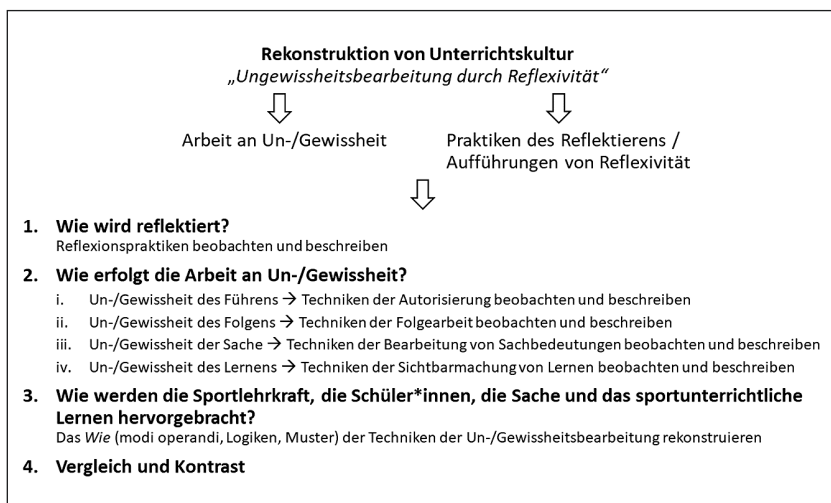 Rekonstruktion von Unterrichtskultur
„Ungewissheitsbearbeitung durch Reflexivität“
Arbeit an Un-/Gewissheit
Praktiken des Reflektierens /
Aufführungen von Reflexivität
1. Wie wird reflektiert?
Reflexionspraktiken beobachten und beschreiben
2. Wie erfolgt die Arbeit an Un-/Gewissheit?
i. Un-/Gewissheit des Führens → Techniken der Autorisierung beobachten und beschreiben
ii. Un-/Gewissheit des Folgens → Techniken der Folgearbeit beobachten und beschreiben
iii. Un-/Gewissheit der Sache → Techniken der Bearbeitung von Sachbedeutungen beobachten und beschreiben
iv. Un-/Gewissheit des Lernens → Techniken der Sichtbarmachung von Lernen beobachten und beschreiben
3. Wie werden die Sportlehrkraft, die Schüler*innen, die Sache und das sportunterrichtliche
Lernen hervorgebracht?
Das Wie (modi operandi, Logiken, Muster) der Techniken der Un-/Gewissheitsbearbeitung rekonstruieren
4. Vergleich und Kontrast